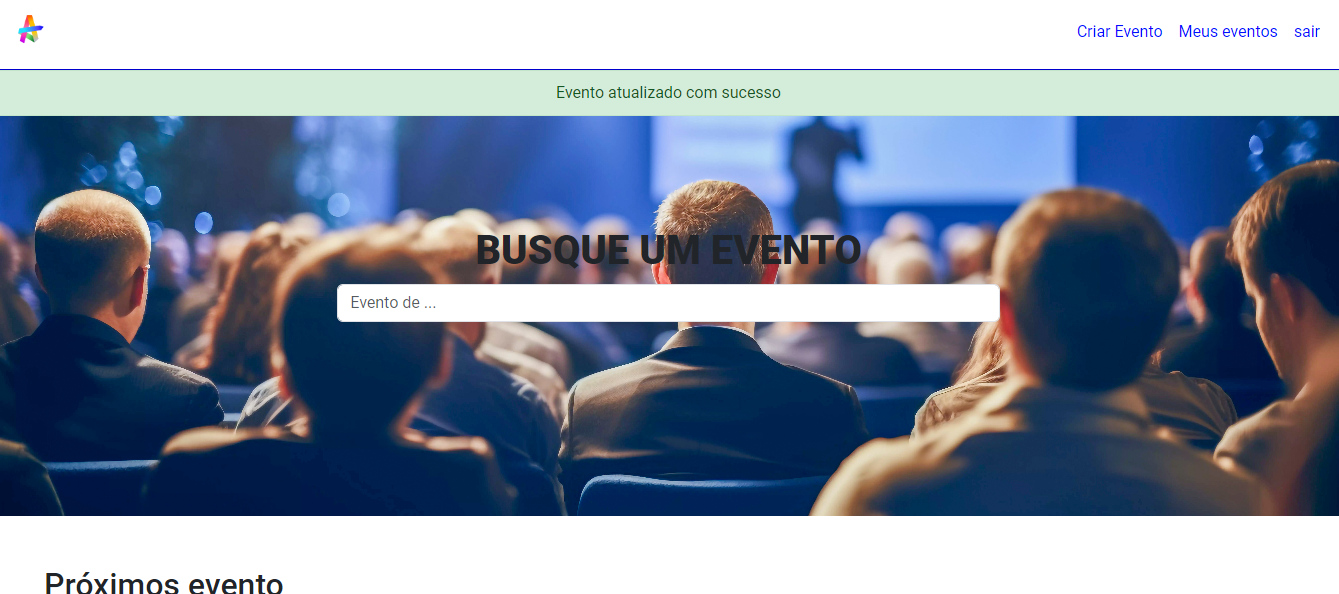 Criar Evento Meus eventos sair
Evento atualizado com sucesso
BUSQUE UM EVENTO
Evento de ...
Próximos evento